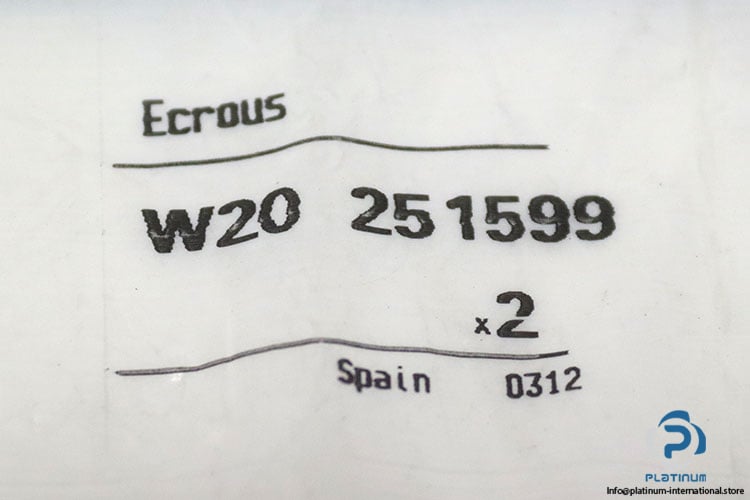 Ecrous
W20 251599
x2
Spain 0312
PLATINUM
Info@platinum-international.store